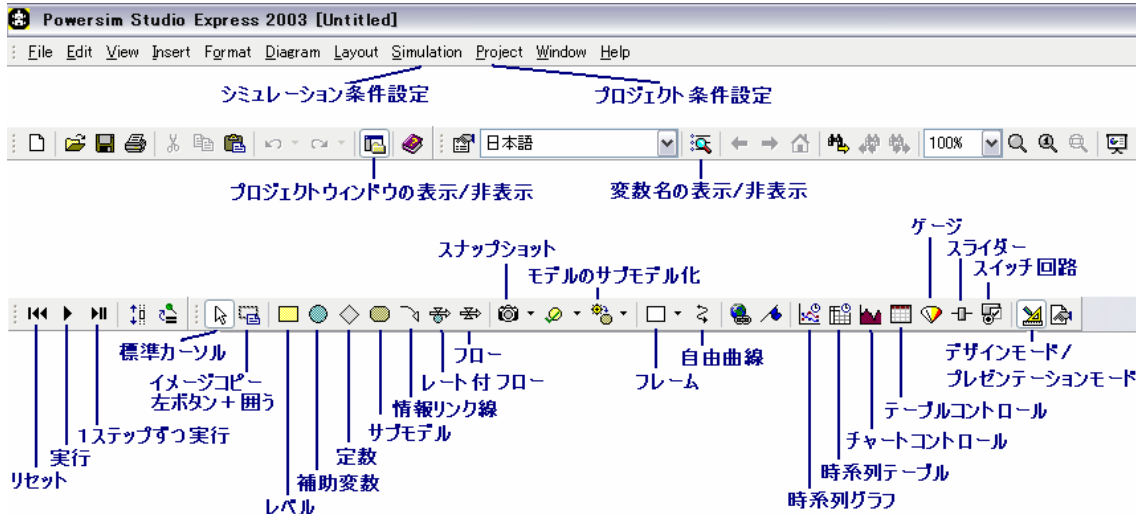 Powersim Studio Express 2003 [Untitled]
File Edit View Insert Format Diagram Layout Simulation Project Window Help
シミュレーション条件設定
プロジェクト条件設定
日本語
100%
プロジェクトウィンドウの表示/非表示
変数名の表示/非表示
ゲージ
スライダー
スイッチ回路
スナップショット
モデルのサブモデル化
標準カーソル
イメージコピー
左ボタン+囲う
1ステップずつ実行
実行
リセット
フロー
レート付フロー
情報リンク線
サブモデル
定数
補助変数
レベル
自由曲線
フレーム
デザインモード/
プレゼンテーションモード
テーブルコントロール
チャートコントロール
時系列テーブル
時系列グラフ